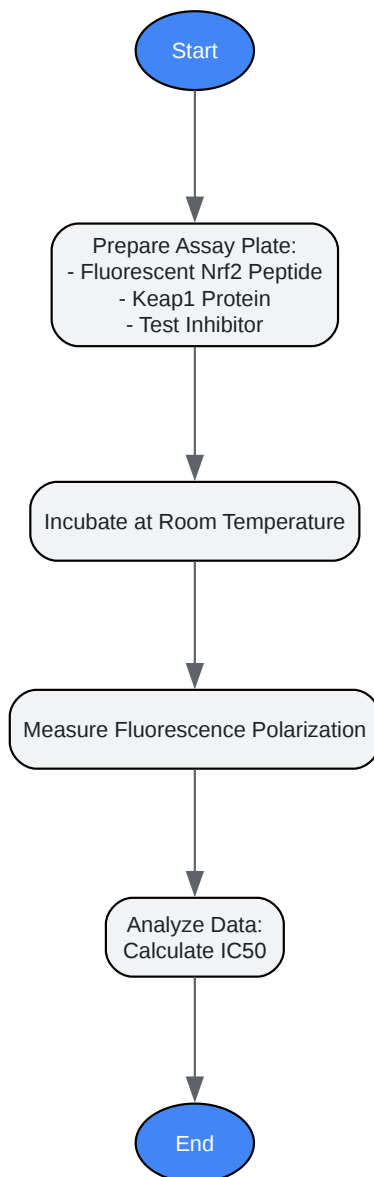 Start
Prepare Assay Plate:
- Fluorescent Nrf2 Peptide
- Keap1 Protein
- Test Inhibitor
Incubate at Room Temperature
Measure Fluorescence Polarization
Analyze Data:
Calculate IC50
End